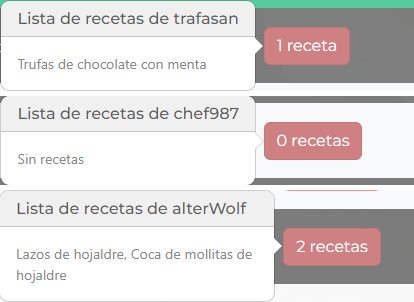 Lista de recetas de trafasan
1 receta
Trufas de chocolate con menta
Lista de recetas de chef987
0 recetas
Sin recetas
Lista de recetas de alterWolf
2 recetas
Lazos de hojaldre, Coca de mollitas de
hojaldre